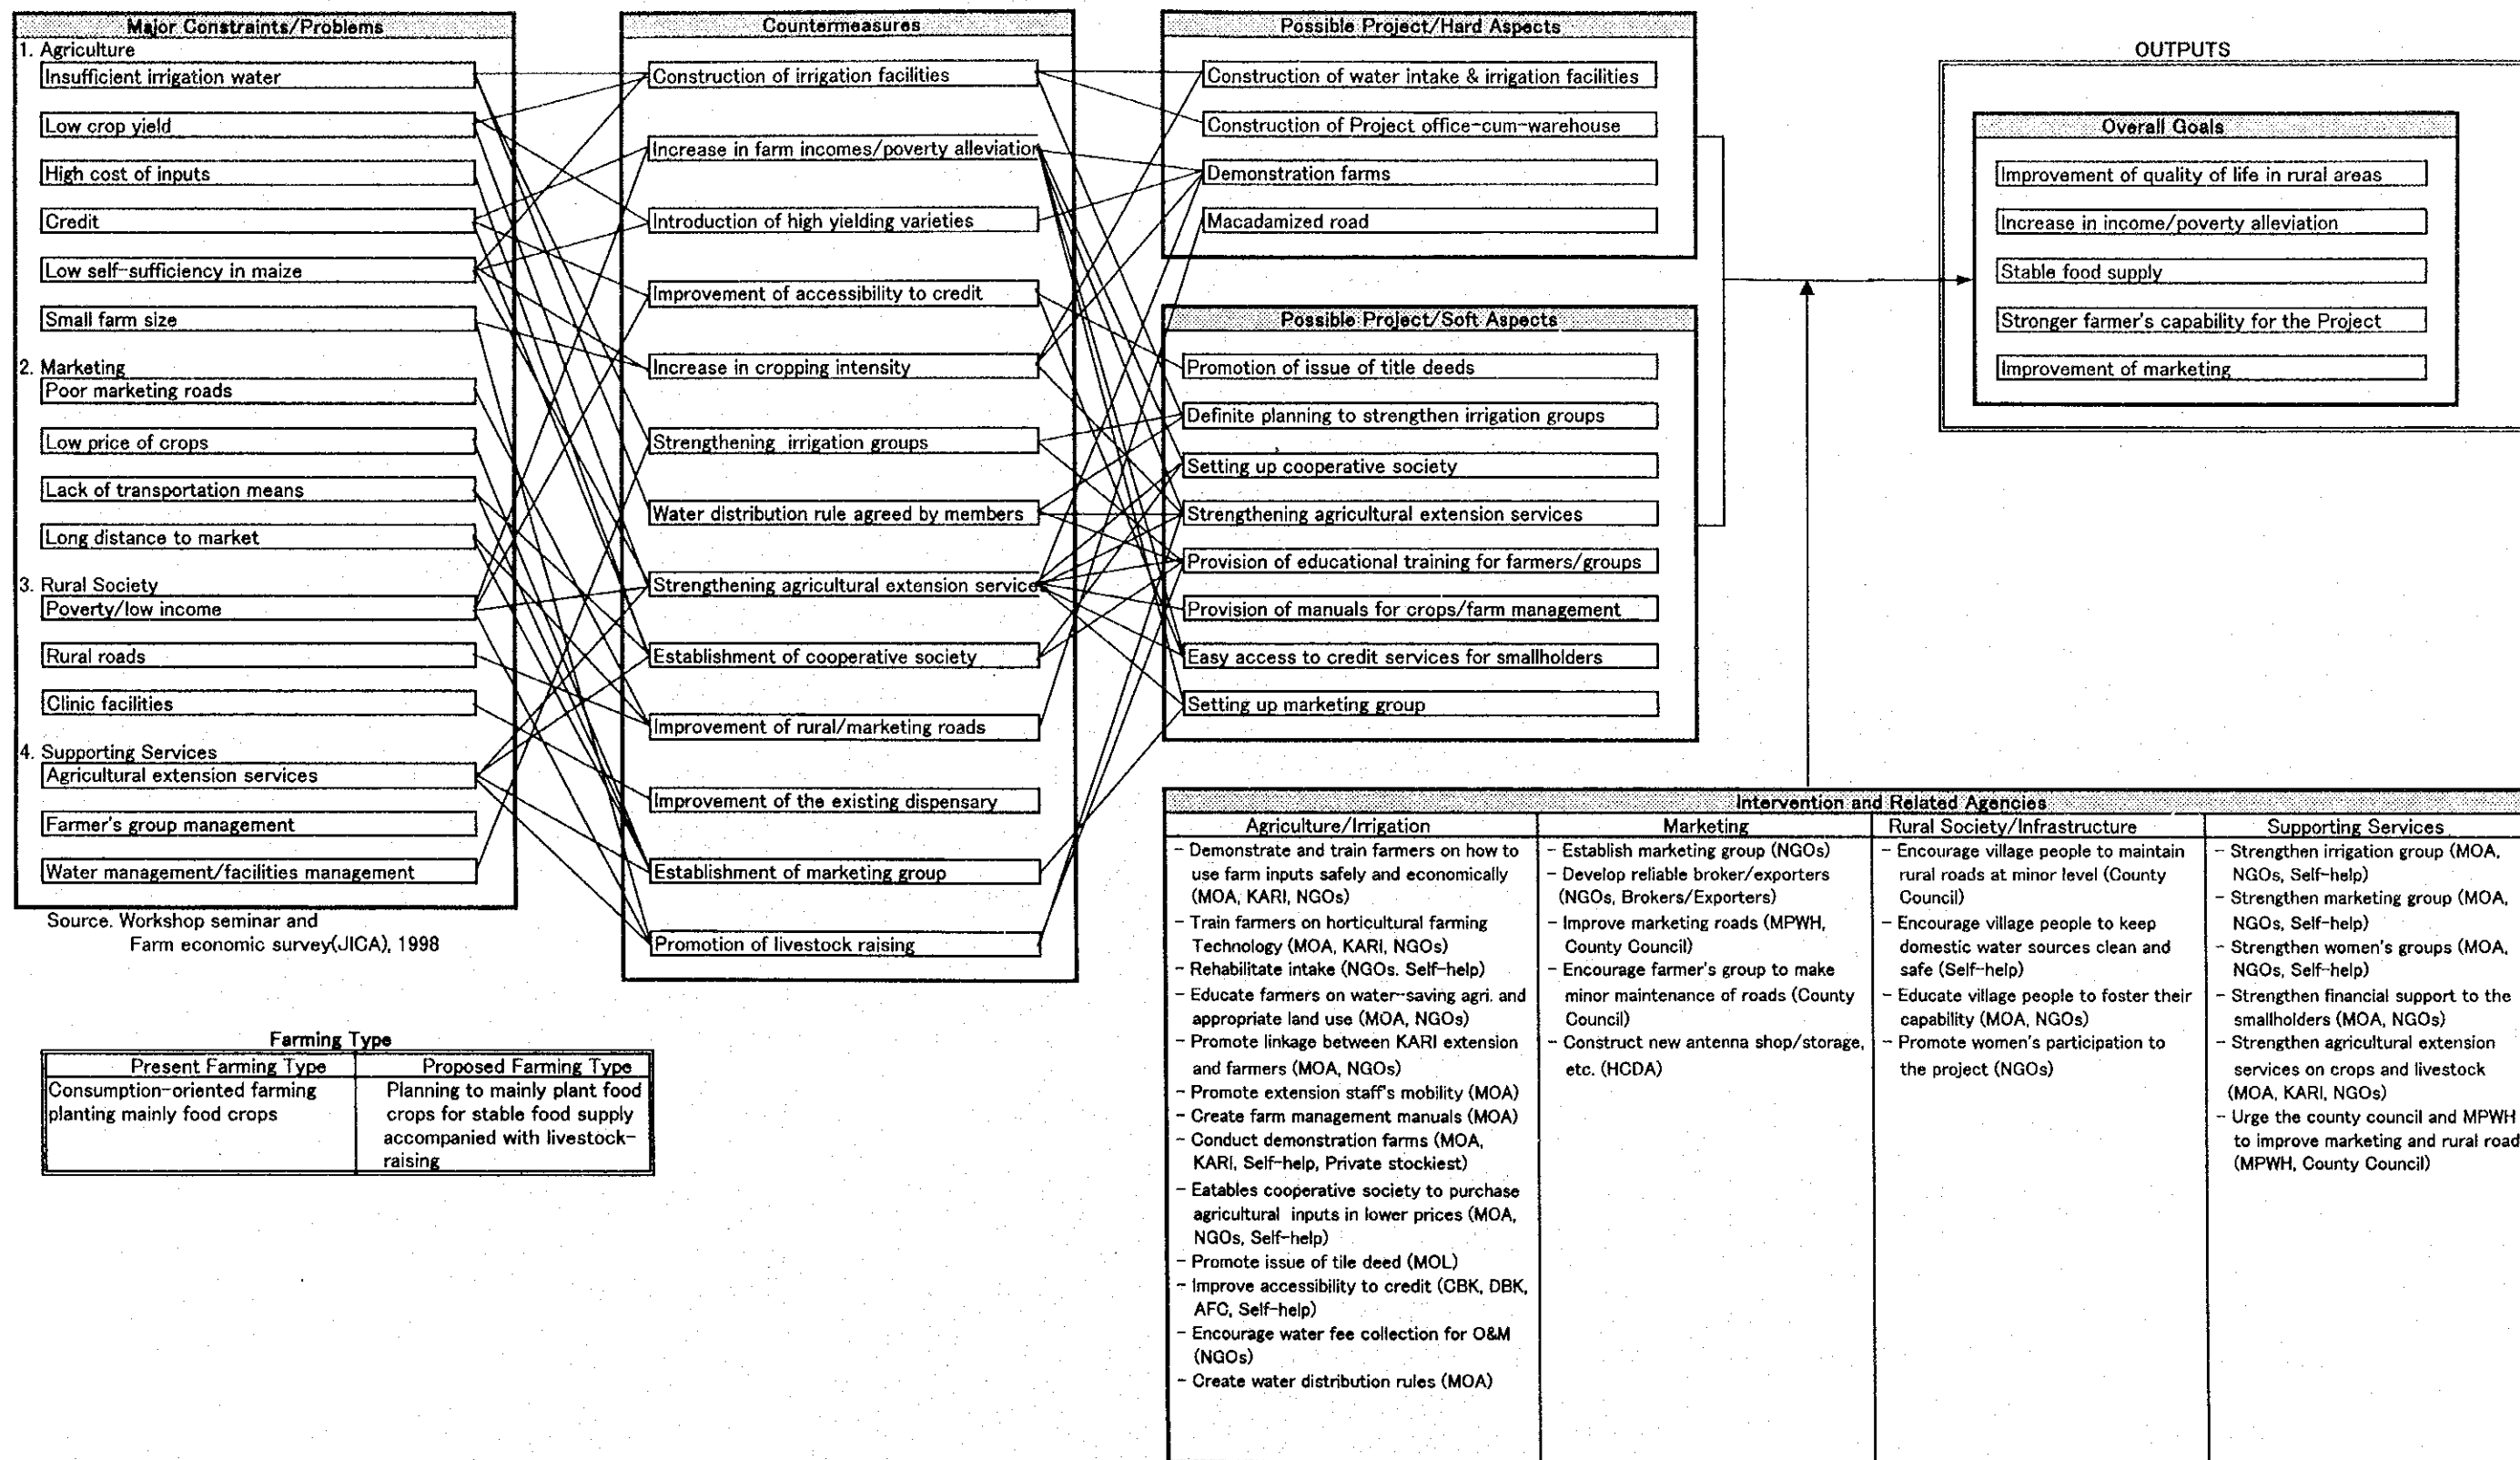 Major Constraints/Problems
1. Agriculture
Insufficient irrigation water
Low crop yield
High cost of inputs
Credit
Low self-sufficiency in maize
Small farm size
2. Marketing
Poor marketing roads
Low price of crops
Lack of transportation means
Long distance to market
3. Rural Society
Poverty/low income
Rural roads
Clinic facilities
4. Supporting Services
Agricultural extension services
Farmer's group management
Water management/facilities management
Source. Workshop seminar and
Farm economic survey(JICA), 1998
Countermeasures
Construction of irrigation facilities
Increase in farm incomes/poverty alleviation
Introduction of high yielding varieties
Improvement of accessibility to credit
Increase in cropping intensity
Strengthening irrigation groups
Water distribution rule agreed by members
Strengthening agricultural extension services
Establishment of cooperative society
Improvement of rural/marketing roads
Improvement of the existing dispensary
Establishment of marketing group
Promotion of livestock raising
Possible Project/Hard Aspects
Construction of water intake & irrigation facilities
Construction of Project office-cum-warehouse
Demonstration farms
Macadamized road
Possible Project/Soft Aspects
Promotion of issue of title deeds
Definite planning to strengthen irrigation groups
Setting up cooperative society
Strengthening agricultural extension services
Provision of educational training for farmers/groups
Provision of manuals for crops/farm management
Easy access to credit services for smallholders
Setting up marketing group
OUTPUTS
Overall Goals
Improvement of quality of life in rural areas
Increase in income/poverty alleviation
Stable food supply
Stronger farmer's capability for the Project
Improvement of marketing
Intervention and Related Agencies
Agriculture/Irrigation
- Demonstrate and train farmers on how to
use farm inputs safely and economically
(MOA, KARI, NGOs)
- Train farmers on horticultural farming
Technology (MOA, KARI, NGOs)
- Rehabilitate intake (NGOs. Self-help)
- Educate farmers on water-saving agri. and
appropriate land use (MOA, NGOs)
- Promote linkage between KARI extension
and farmers (MOA, NGOs)
- Promote extension staff's mobility (MOA)
- Create farm management manuals (MOA)
- Conduct demonstration farms (MOA,
KARI, Self-help, Private stockiest)
- Eatables cooperative society to purchase
agricultural inputs in lower prices (MOA,
NGOs, Self-help)
- Promote issue of tile deed (MOL)
- Improve accessibility to credit (CBK, DBK,
AFC, Self-help)
- Encourage water fee collection for O&M
(NGOs)
- Create water distribution rules (MOA)
Marketing
- Establish marketing group (NGOs)
- Develop reliable broker/exporters
(NGOs, Brokers/Exporters)
- Improve marketing roads (MPWH,
County Council)
- Encourage farmer's group to make
minor maintenance of roads (County
Council)
- Construct new antenna shop/storage,
etc. (HCDA)
Rural Society/Infrastructure
- Encourage village people to maintain
rural roads at minor level (County
Council)
- Encourage village people to keep
domestic water sources clean and
safe (Self-help)
- Educate village people to foster their
capability (MOA, NGOs)
- Promote women's participation to
the project (NGOs)
Supporting Services
- Strengthen irrigation group (MOA,
NGOs, Self-help)
- Strengthen marketing group (MOA,
NGOs, Self-help)
- Strengthen women's groups (MOA,
NGOs, Self-help)
- Strengthen financial support to the
smallholders (MOA, NGOs)
- Strengthen agricultural extension
services on crops and livestock
(MOA, KARI, NGOs)
- Urge the county council and MPWH
to improve marketing and rural road
(MPWH, County Council)
Farming Type
Present Farming Type
Consumption-oriented farming
planting mainly food crops
Proposed Farming Type
Planning to mainly plant food
crops for stable food supply
accompanied with livestock-
raising